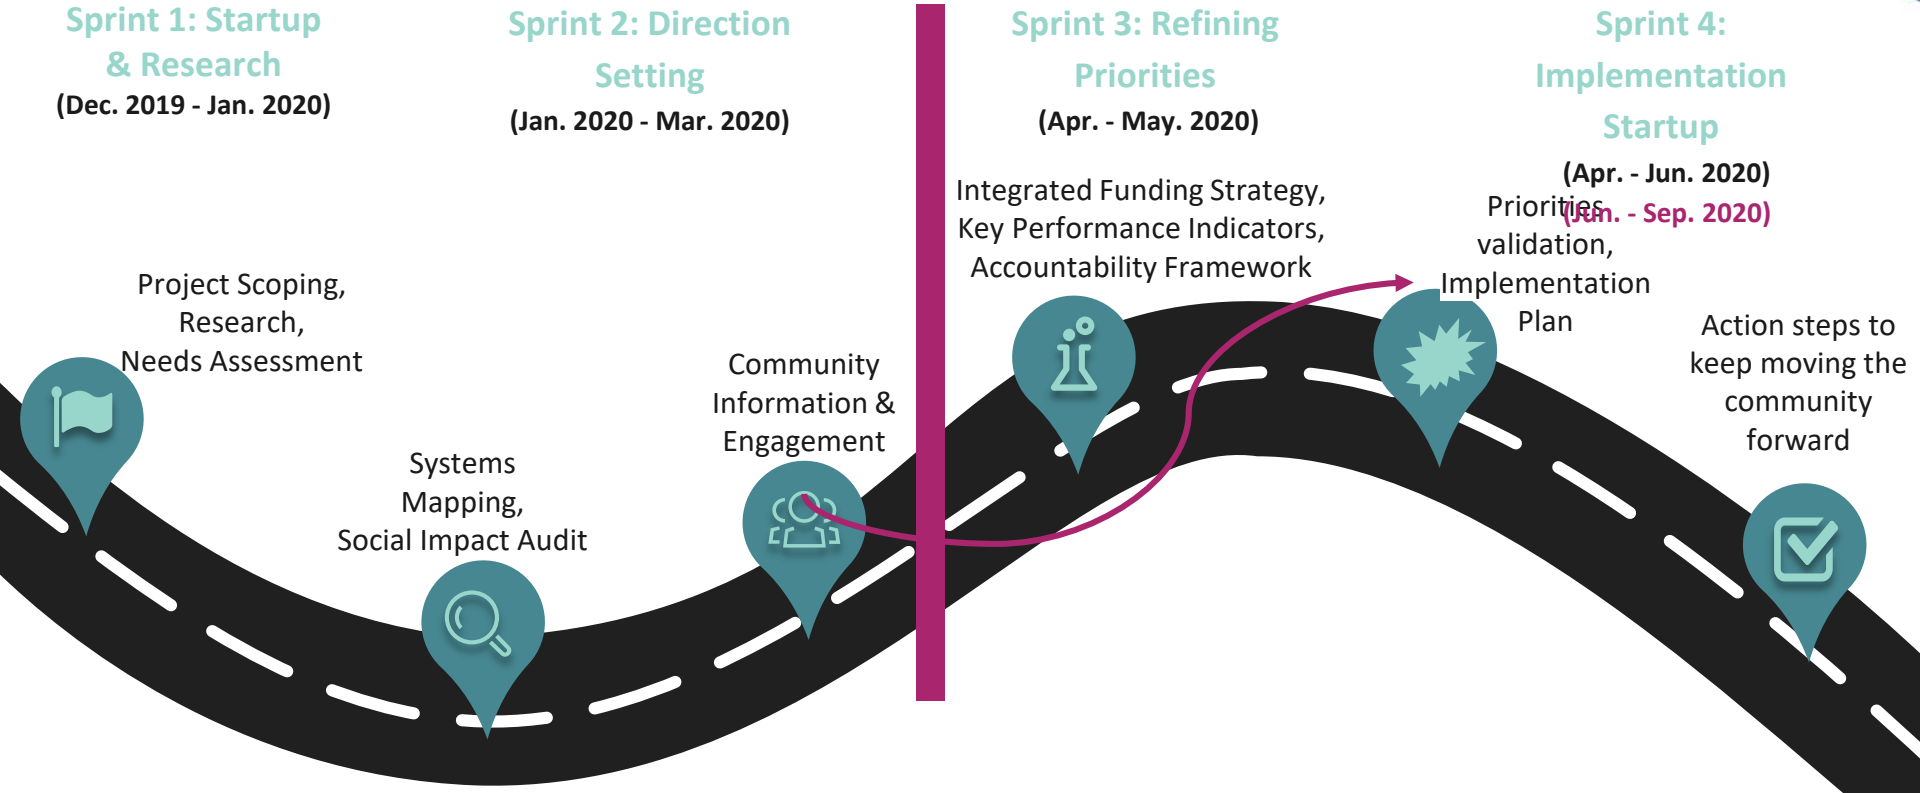 Sprint 1: Startup
& Research
(Dec. 2019 - Jan. 2020)
Sprint 2: Direction
Setting
(Jan. 2020 - Mar. 2020)
Sprint 3: Refining
Priorities
(Apr. - May. 2020)
Sprint 4:
Implementation
Startup
(Apr. - Jun. 2020)
(Jun. - Sep. 2020)
Project Scoping,
Research,
Needs Assessment
Systems
Mapping,
Social Impact Audit
Community
Information &
Engagement
Integrated Funding Strategy,
Key Performance Indicators,
Accountability Framework
Priorities
validation,
Implementation
Plan
Action steps to
keep moving the
community
forward